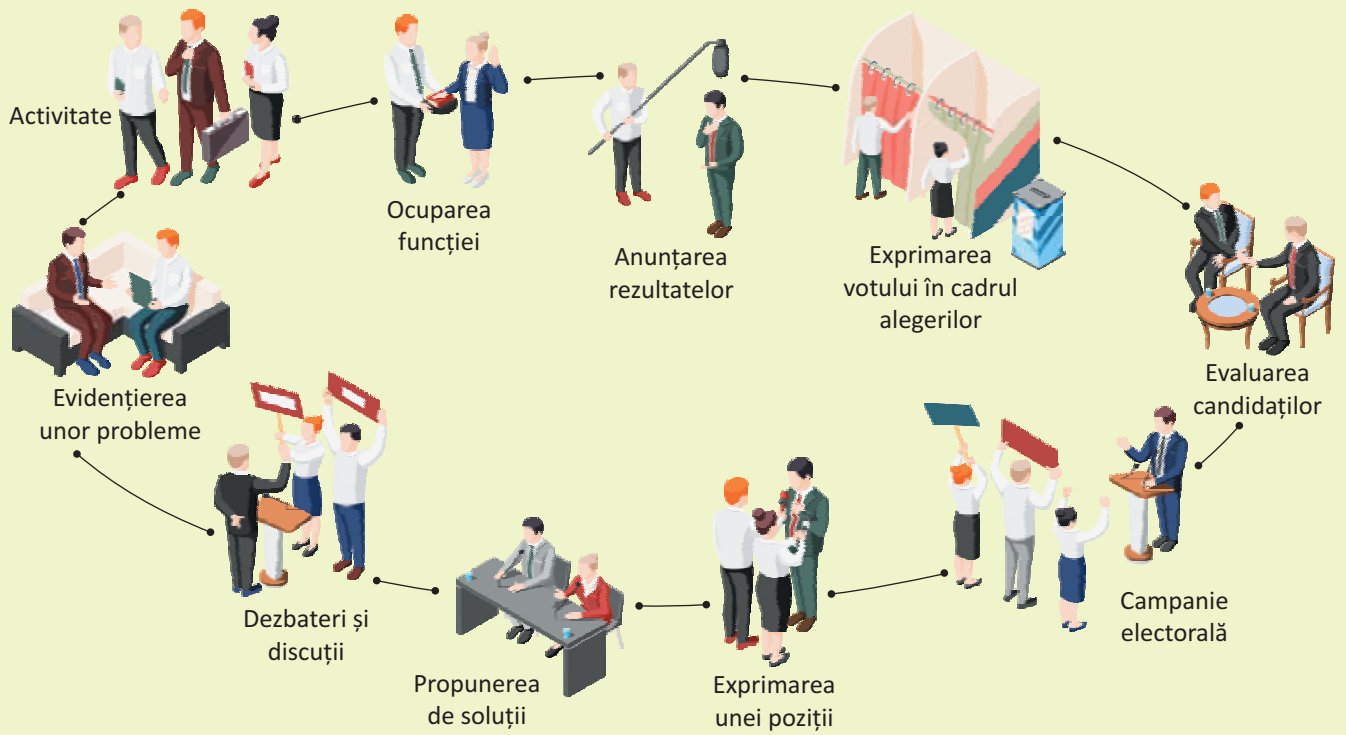 Activitate
Ocuparea
funcției
Anunțarea
rezultatelor
Exprimarea
votului în cadrul
alegerilor
Evaluarea
candidaților
Evidențierea
unor probleme
Dezbateri și
discuții
Propunerea
de soluții
Exprimarea
unei poziții
Campanie
electorală